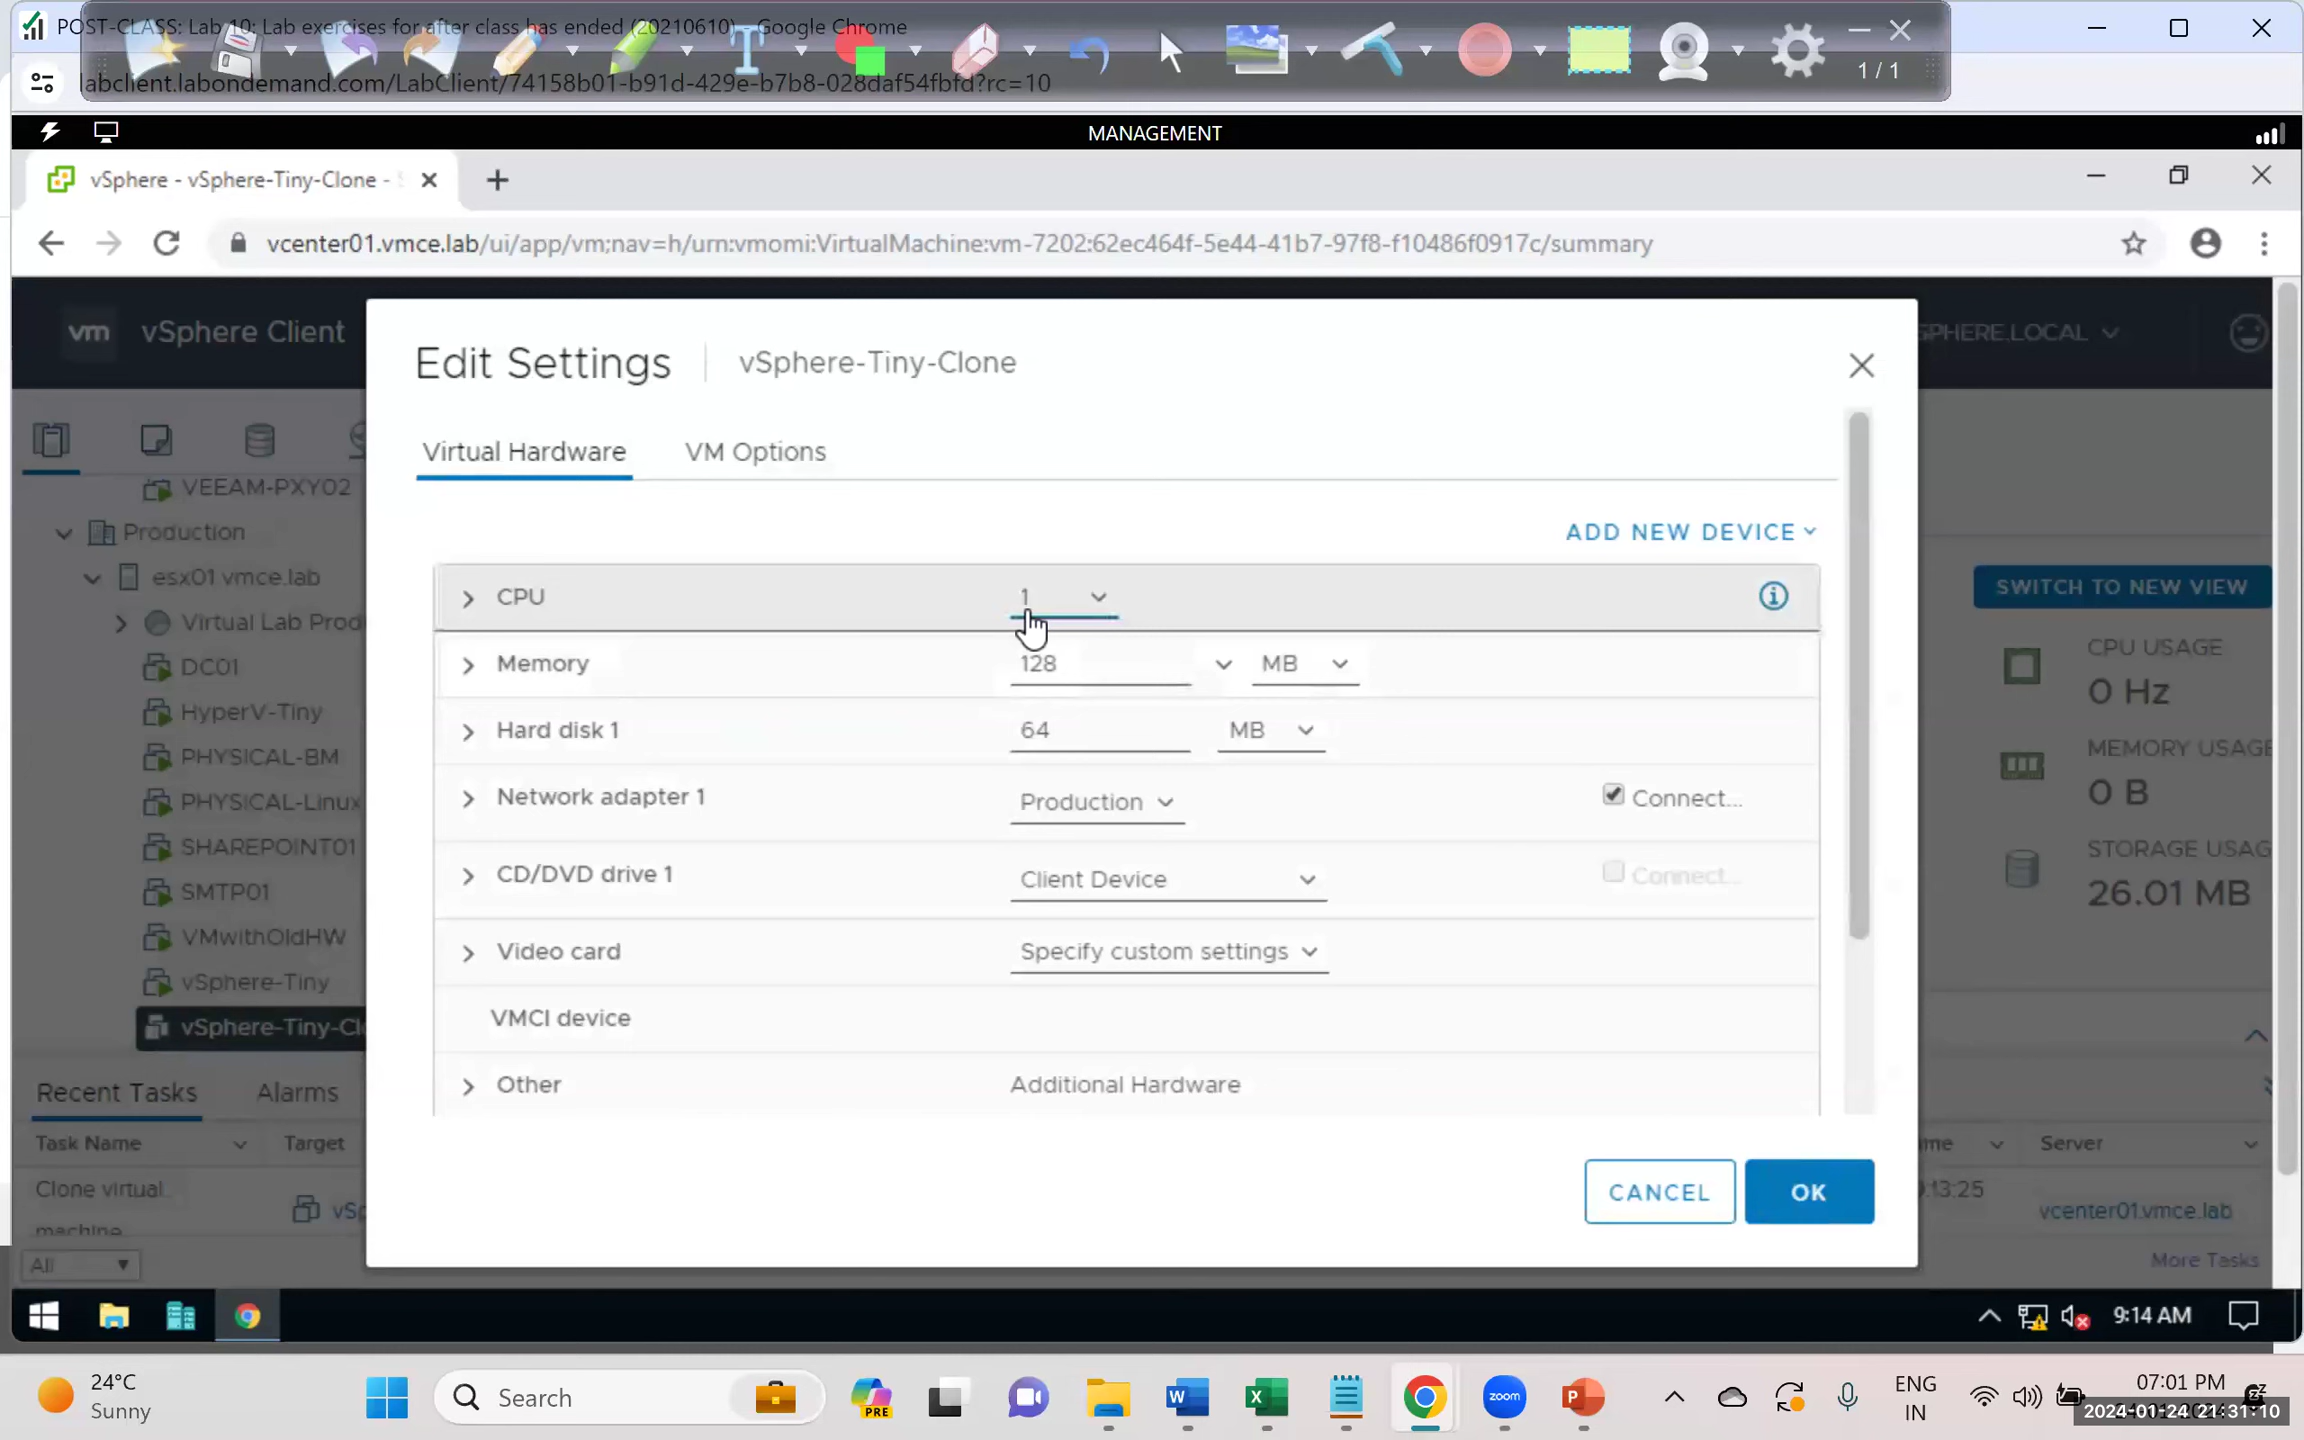 POST-CLASS: Lab 10: Lab exercises for after class has ended (20210610) - Google Chrome
labclient.labondemand.com/LabClient/74158b01-b91d-429e-b7b8-028daf54fbfd?rc=10
1 / 1
MANAGEMENT
vSphere - vSphere-Tiny-Clone -
vcenter01.vmce.lab/ui/app/vm;nav=h/urn:vmomi:VirtualMachine:vm-7202:62ec464f-5e44-41b7-97f8-f10486f0917c/summary
vm vSphere Client
SPHERE.LOCAL
Edit Settings vSphere-Tiny-Clone
Virtual Hardware VM Options
ADD NEW DEVICE
CPU 1
Memory 128 MB
Hard disk 1 64 MB
Network adapter 1 Production Connect...
CD/DVD drive 1 Client Device Connect...
Video card Specify custom settings
VMCI device
Other Additional Hardware
CANCEL OK
VEEAM-PXY02
Production
esx01.vmce.lab
Virtual Lab Prod
DC01
HyperV-Tiny
PHYSICAL-BM
PHYSICAL-Linux
SHAREPOINT01
SMTP01
VMwithOldHW
vSphere-Tiny
vSphere-Tiny-Clo
SWITCH TO NEW VIEW
CPU USAGE
0 Hz
MEMORY USAGE
0 B
STORAGE USAG
26.01 MB
Recent Tasks Alarms
Task Name Target
me Server
Clone virtual machine vSp
:13:25 vcenter01.vmce.lab
All
More Tasks
9:14 AM
24°C
Sunny
Search
PRE
zoom
ENG
IN
07:01 PM
2024-01-24 21:31:10